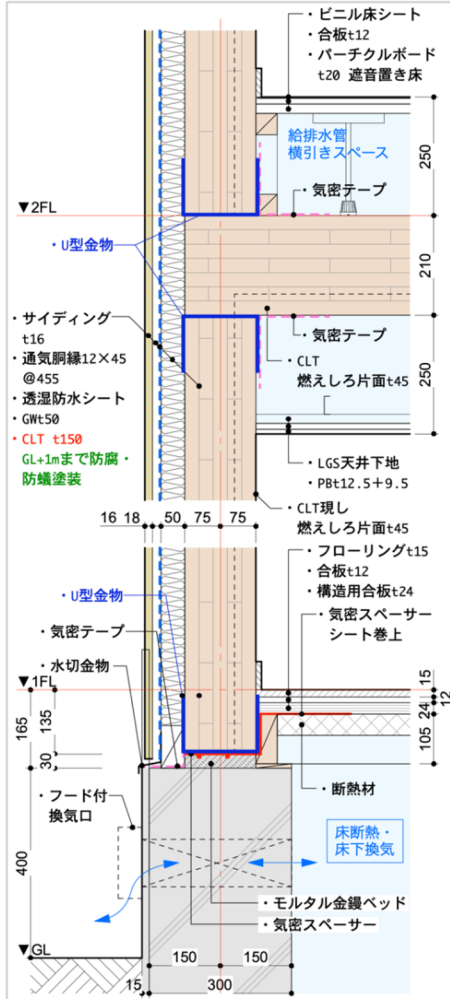 ・ビニル床シート
・合板t12
・パーチクルボード
t20 遮音置き床
給排水管
横引きスペース
250
・気密テープ
▼2FL
・U型金物
210
・サイディング
t16
・通気胴縁12×45
@455
・透湿防水シート
・GWt50
・CLT t150
GL+1mまで防腐・
防蟻塗装
・気密テープ
・CLT
燃えしろ片面t45
250
・LGS天井下地
・PBt12.5＋9.5
・CLT現し
燃えしろ片面t45
16 18 50 75 75
・フローリングt15
・合板t12
・構造用合板t24
・気密スペーサー
シート巻上
・U型金物
・気密テープ
・水切金物
▼1FL
15
12
24
105
165
135
30
・断熱材
・フード付
換気口
床断熱・
床下換気
400
・モルタル金鏝ベッド
・気密スペーサー
▼GL
150 150
15 300